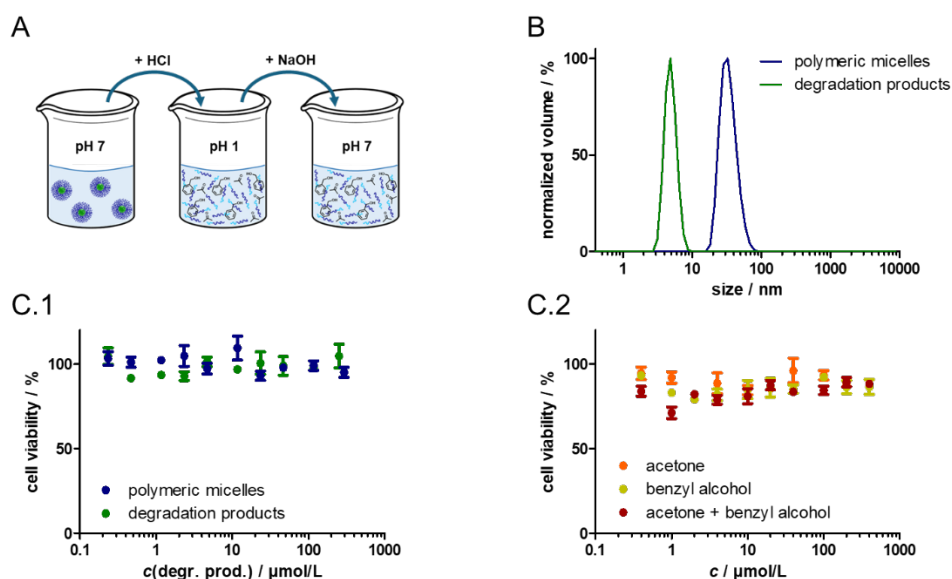 A
+ HCl
+ NaOH
pH 7
pH 1
pH 7
B
normalized volume / %
100
50
0
polymeric micelles
degradation products
1
10
100
1000
10000
size / nm
C.1
cell viability / %
100
50
0
polymeric micelles
degradation products
0.1
1
10
100
1000
c(degr. prod.) / µmol/L
C.2
cell viability / %
100
50
0
acetone
benzyl alcohol
acetone + benzyl alcohol
0.1
1
10
100
1000
c / µmol/L